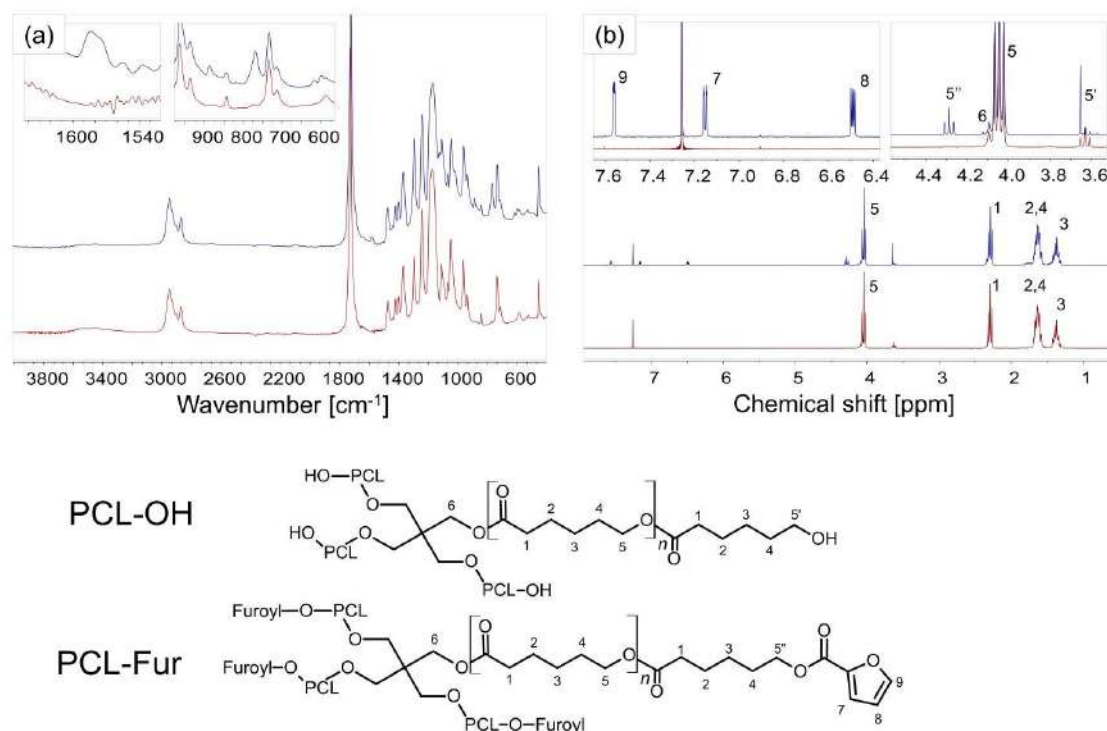 (a)
1600
1540
900
800
700
600
3800
3400
3000
2600
2200
1800
1400
1000
600
Wavenumber [cm⁻¹]
(b)
9
7
8
7.6
7.4
7.2
7.0
6.8
6.6
6.4
5
5''
6
5'
4.4
4.2
4.0
3.8
3.6
5
1
2,4
3
5
1
2,4
3
7
5
4
3
2
1
Chemical shift [ppm]
PCL-OH
HO PCL
O
6
O
O
2
4
1
3
5
O
n
O
1
3
5'
2
4
OH
HO
PCL
O
O
PCL-OH
PCL-Fur
Furoyl-O-PCL
O
6
O
O
2
4
1
3
5
O
n
O
1
3
5''
2
4
O
O
O
9
7
8
Furoyl-O
PCL
O
O
PCL-O-Furoyl